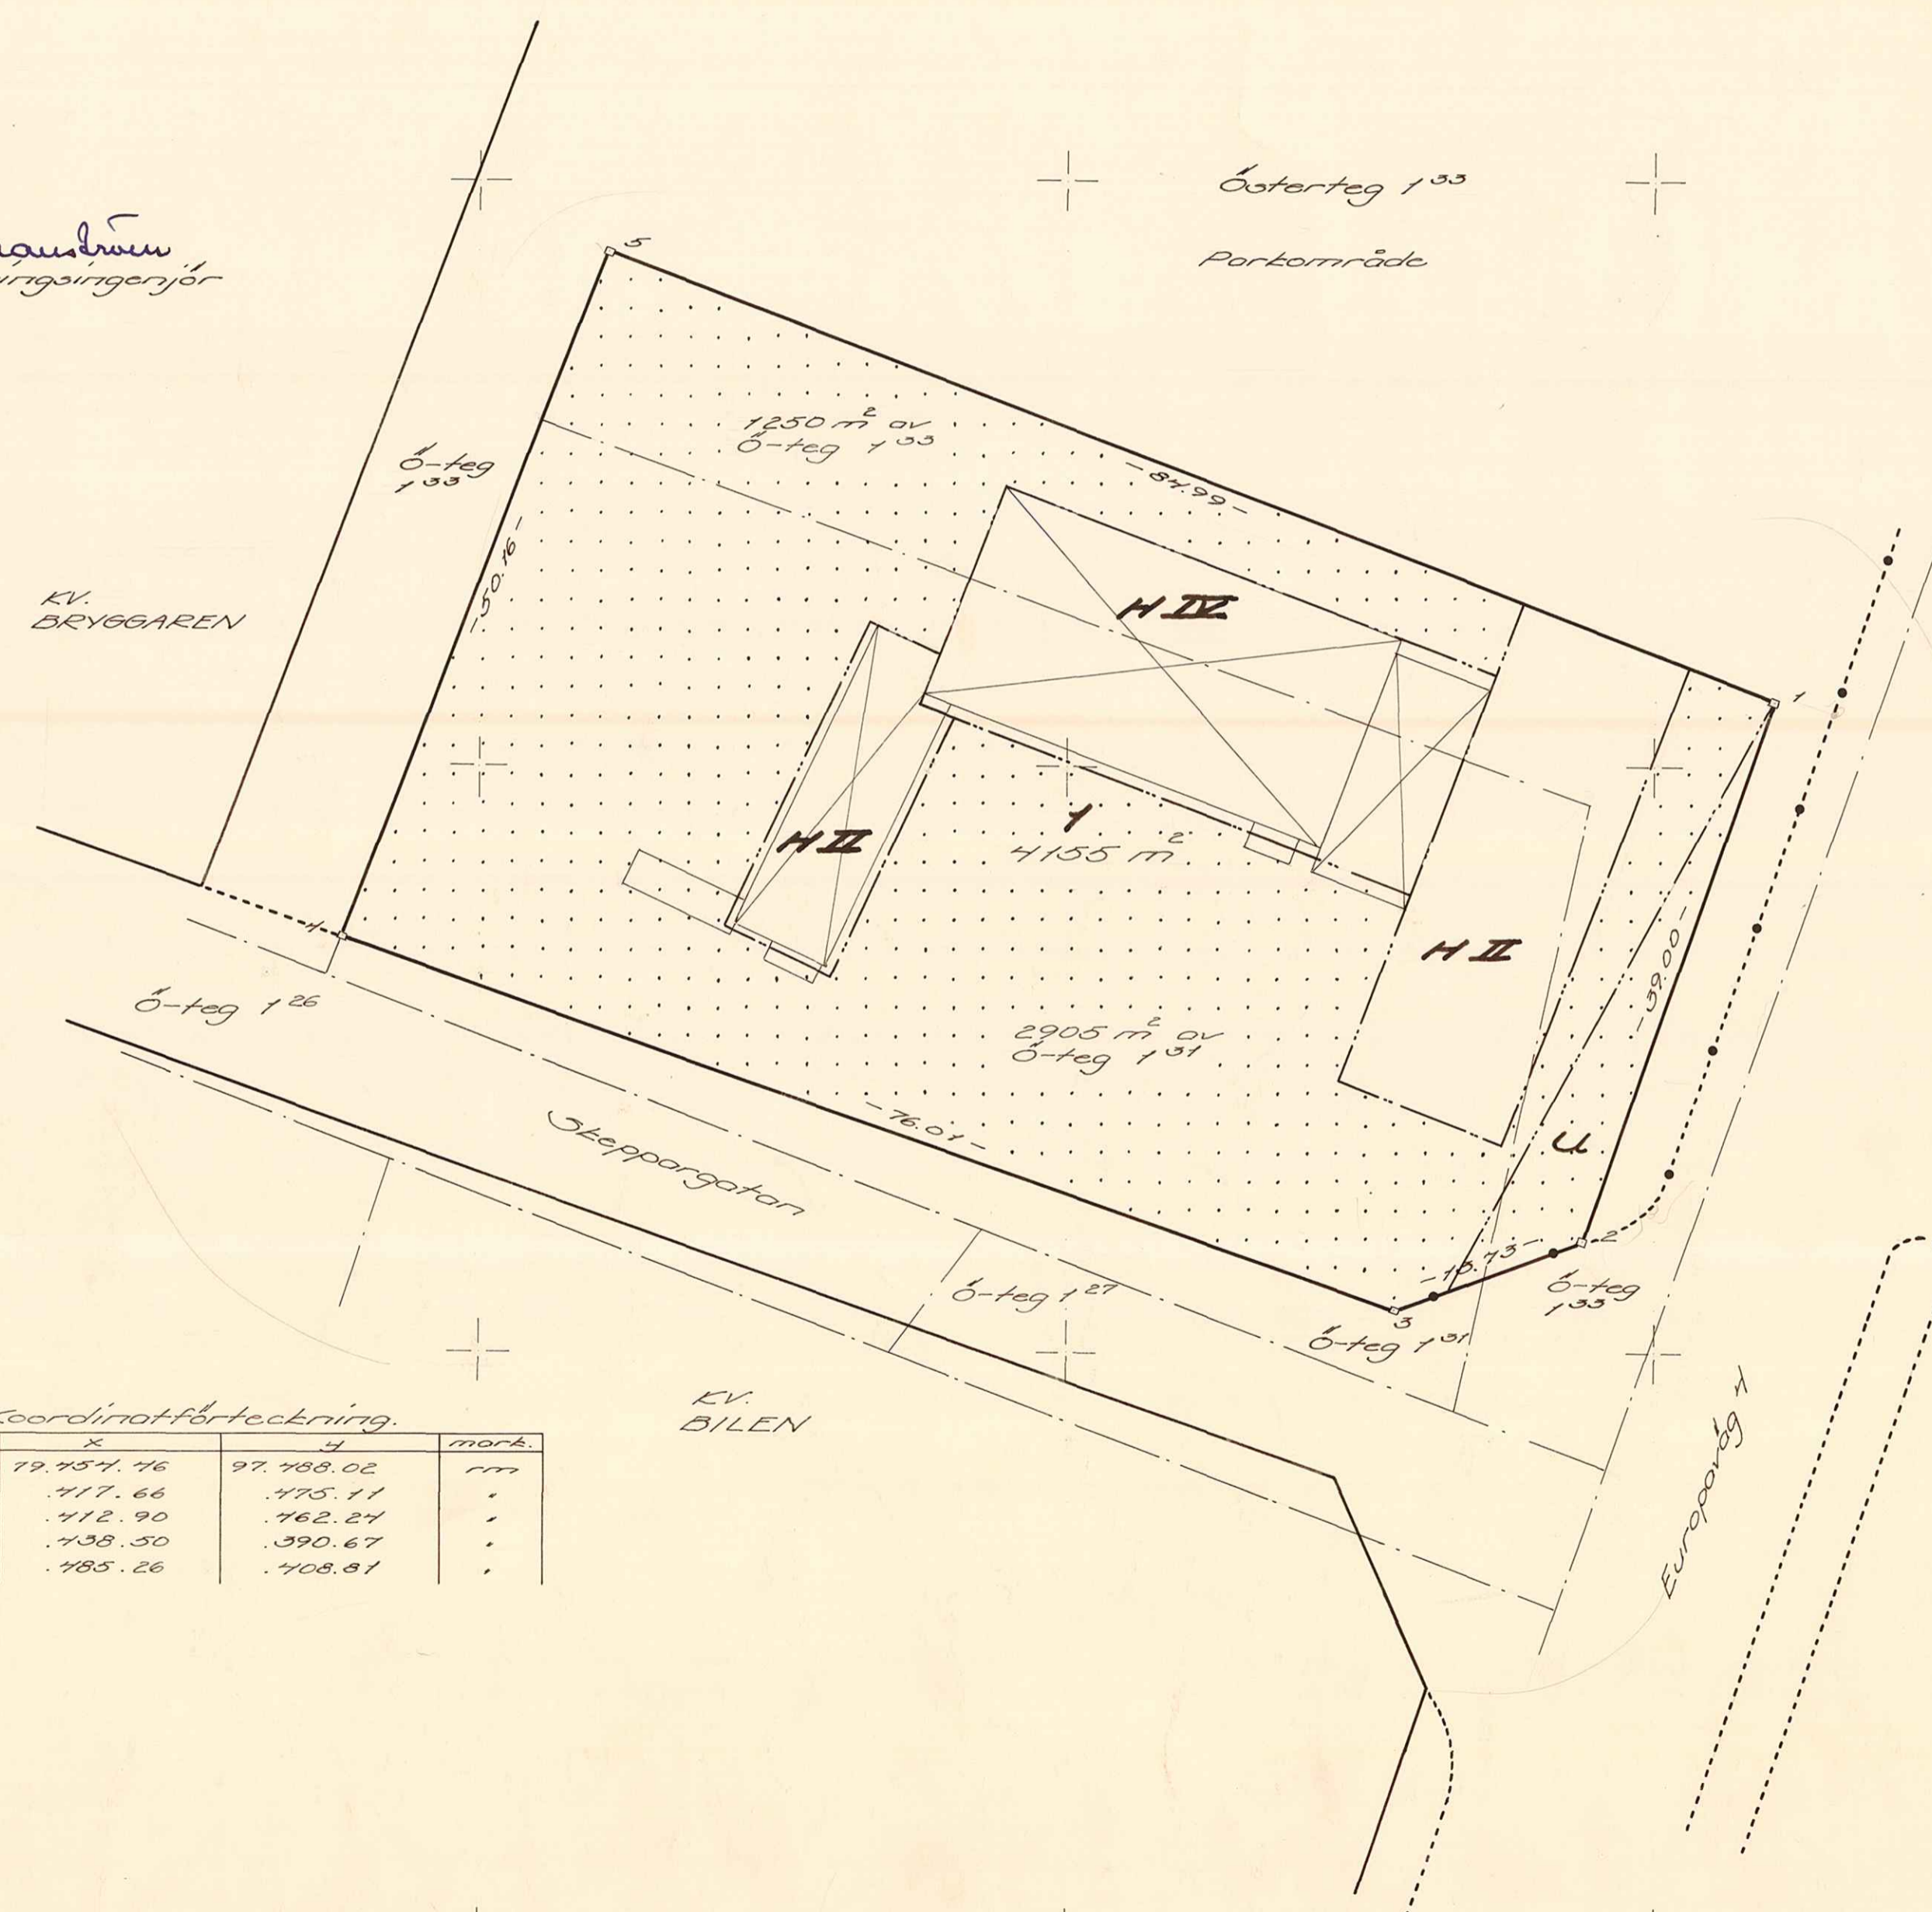 Österteg 1³³
ingsingenjör
5
Parkområde
1250 m² av
Ö-teg 1³³
Ö-teg
1³³
-84.99-
-50.16-
KV.
BRYGGAREN
H IV
1
1
4155 m²
H II
H II
-39.00-
4
Ö-teg 1²⁶
2905 m² av
Ö-teg 1³¹
-76.01-
Skeppargatan
U
2
-13.73-
Ö-teg
1³³
Ö-teg 1²⁷
3
Ö-teg 1³¹
Europaväg 4
KV.
BILEN
Koordinatförteckning.
x y mark.
79.454.46 97.488.02 rm
.417.66 .475.11 "
.412.90 .462.24 "
.438.50 .390.67 "
.485.26 .408.81 "